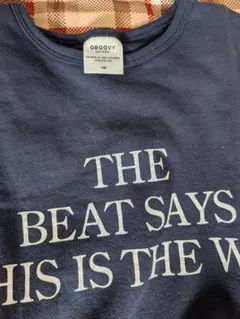 GROOVY
THE
BEAT SAYS
HIS IS THE W